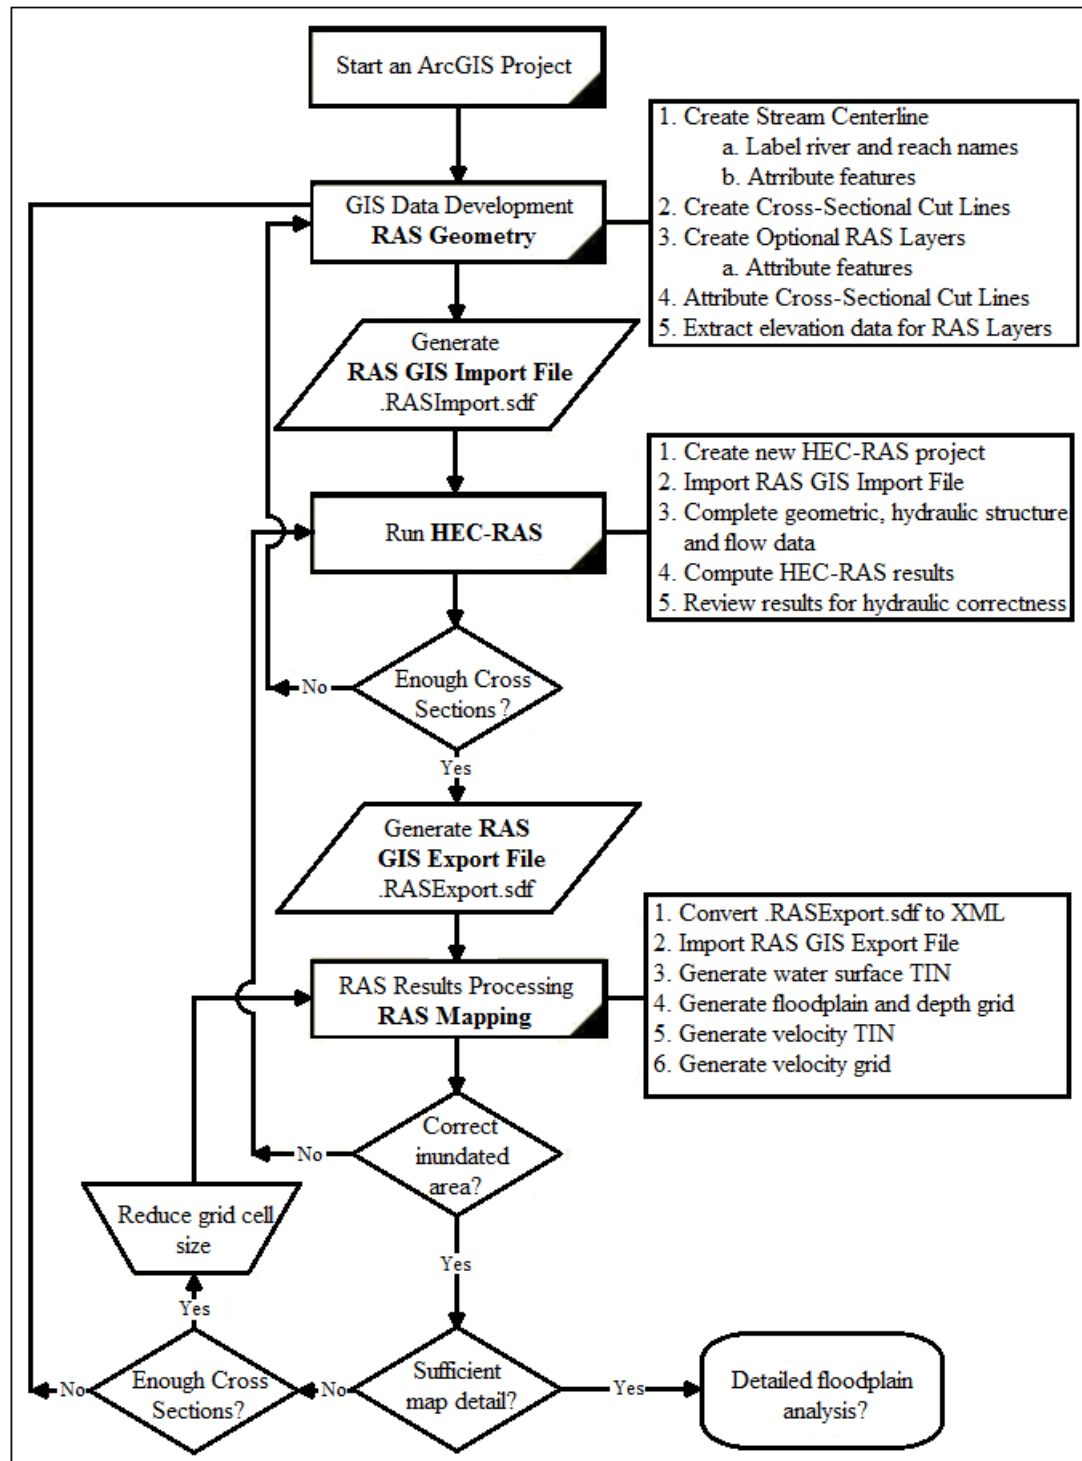 Start an ArcGIS Project
1. Create Stream Centerline
a. Label river and reach names
b. Atrribute features
2. Create Cross-Sectional Cut Lines
3. Create Optional RAS Layers
a. Attribute features
4. Attribute Cross-Sectional Cut Lines
5. Extract elevation data for RAS Layers
GIS Data Development
RAS Geometry
Generate
RAS GIS Import File
.RASImport.sdf
1. Create new HEC-RAS project
2. Import RAS GIS Import File
3. Complete geometric, hydraulic structure
and flow data
4. Compute HEC-RAS results
5. Review results for hydraulic correctness
Run HEC-RAS
Enough Cross
Sections?
No
Yes
Generate RAS
GIS Export File
.RASExport.sdf
1. Convert .RASExport.sdf to XML
2. Import RAS GIS Export File
3. Generate water surface TIN
4. Generate floodplain and depth grid
5. Generate velocity TIN
6. Generate velocity grid
RAS Results Processing
RAS Mapping
Correct
inundated
area?
No
Yes
Reduce grid cell
size
Yes
Enough Cross
Sections?
No
No
Sufficient
map detail?
Yes
Detailed floodplain
analysis?